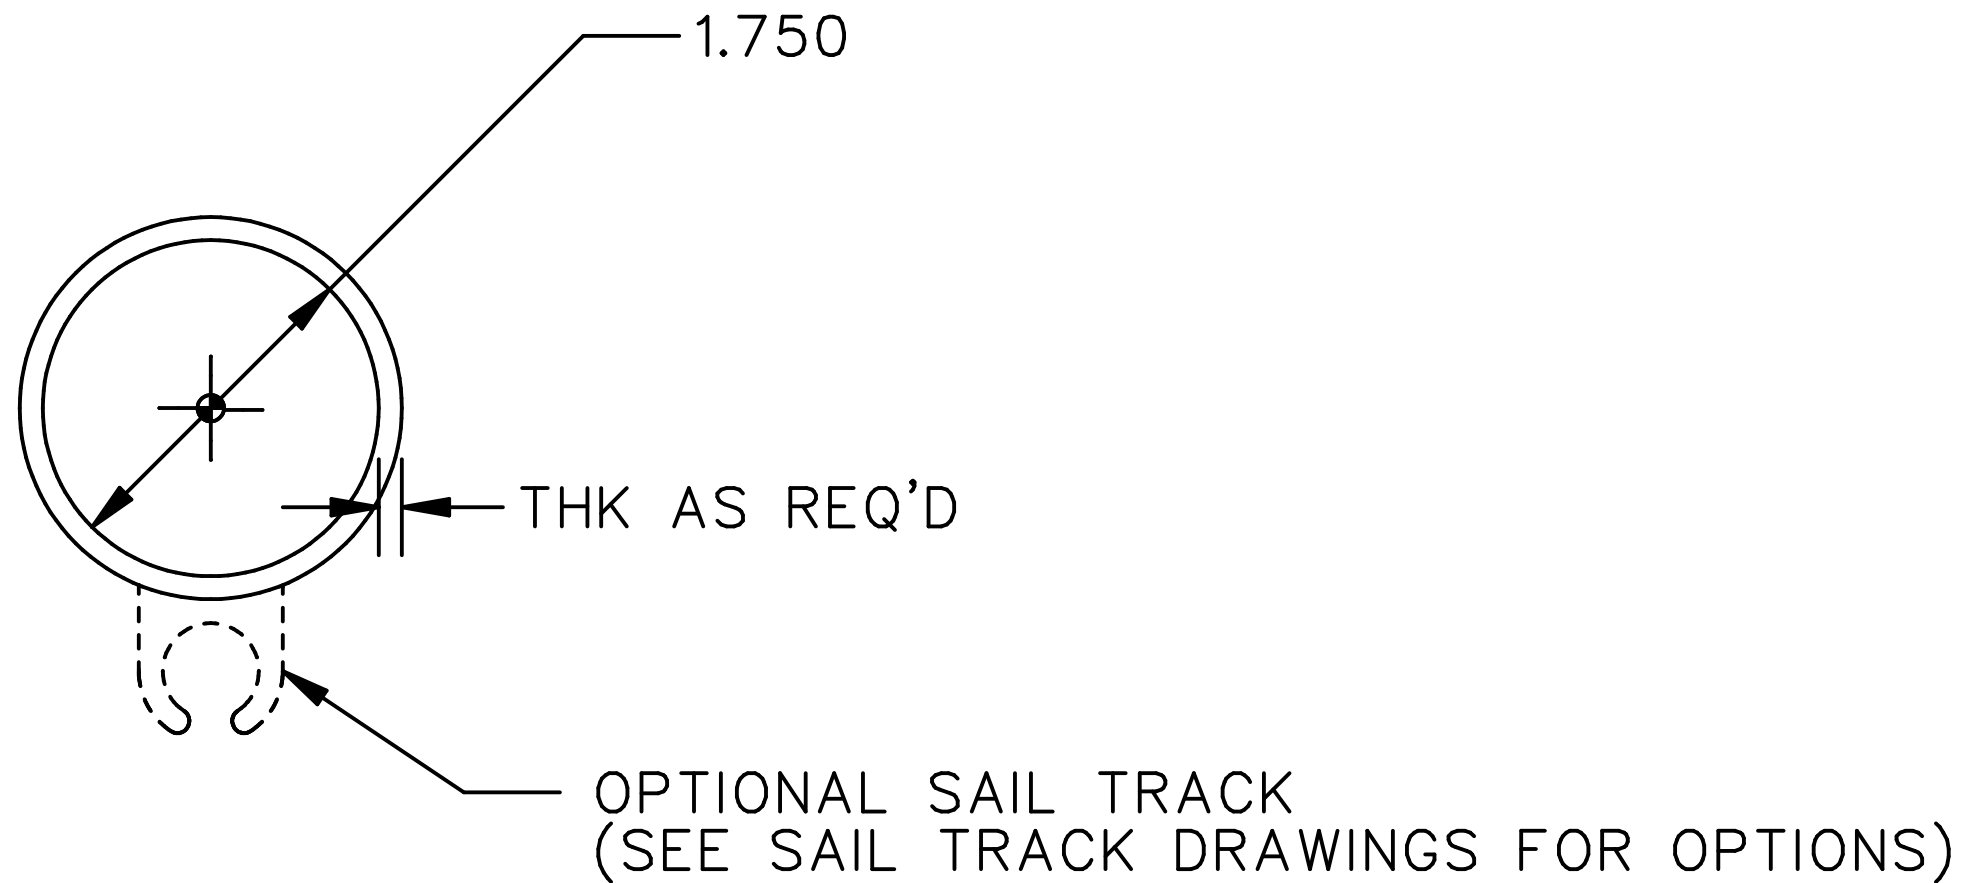 1.750
THK AS REQ'D
OPTIONAL SAIL TRACK
(SEE SAIL TRACK DRAWINGS FOR OPTIONS)